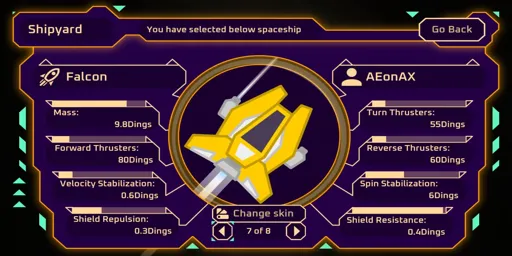 Shipyard
You have selected below spaceship
Go Back
Falcon
AEonAX
Mass:
9.8Dings
Turn Thrusters:
55Dings
Forward Thrusters:
80Dings
Reverse Thrusters:
60Dings
Velocity Stabilization:
0.6Dings
Spin Stabilization:
6Dings
Shield Repulsion:
0.3Dings
Shield Resistance:
0.4Dings
Change skin
7 of 8